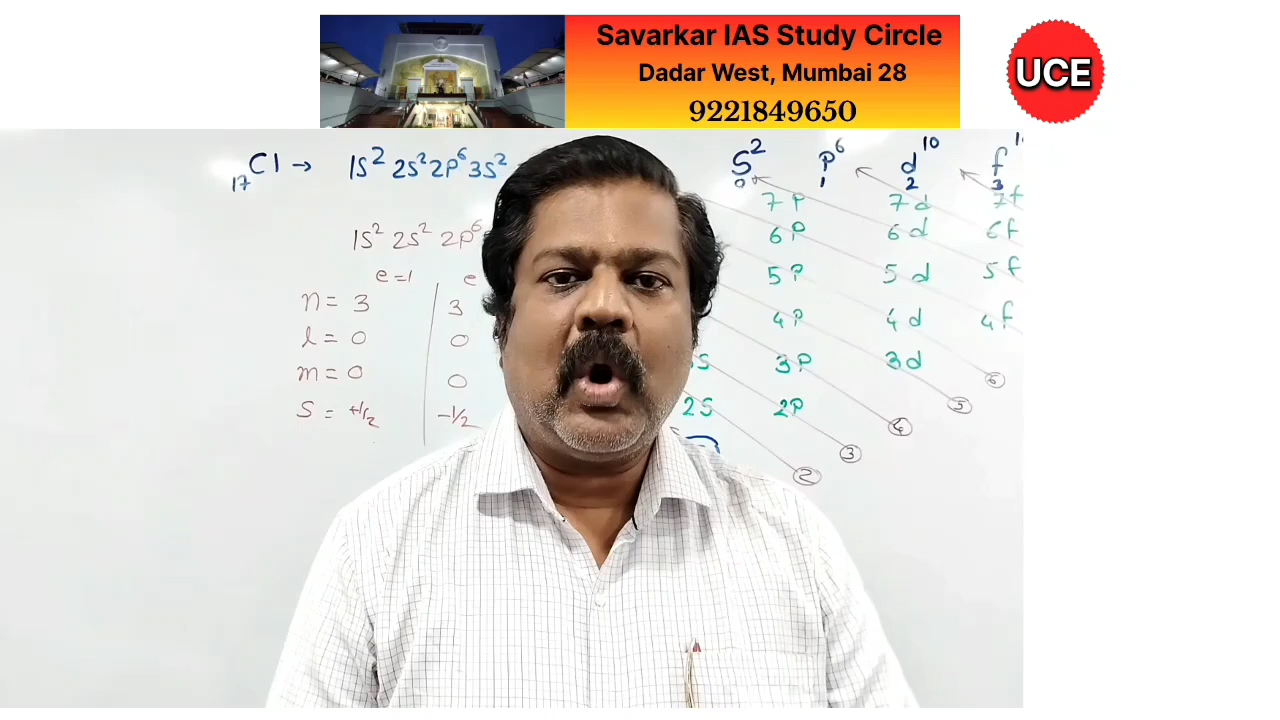 Savarkar IAS Study Circle
Dadar West, Mumbai 28
9221849650
UCE
₁₇Cl → 1S² 2S² 2P⁶ 3S²
1S² 2S² 2P⁶
e=1 e
n = 3 3
l = 0 0
m = 0 0
S = +1/2 -1/2
S² P⁶ d¹⁰ f
0 1 2 3
7P 7d 7f
6P 6d 6f
5P 5d 5f
4P 4d 4f
S 3P 3d
2S 2P
6
5
4
3
2